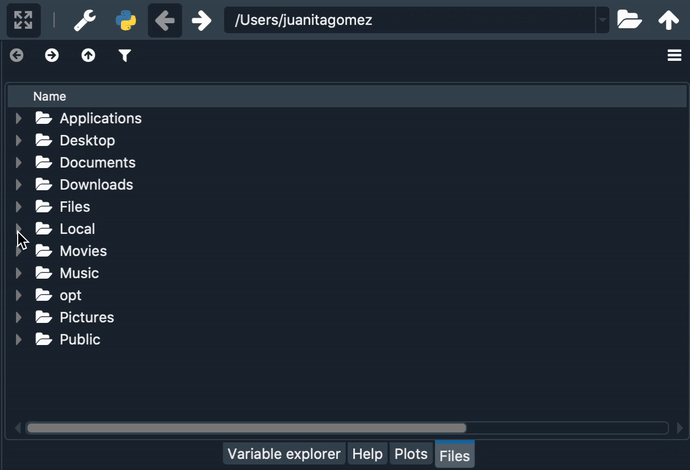 /Users/juanitagomez
Name
Applications
Desktop
Documents
Downloads
Files
Local
Movies
Music
opt
Pictures
Public
Variable explorer Help Plots Files